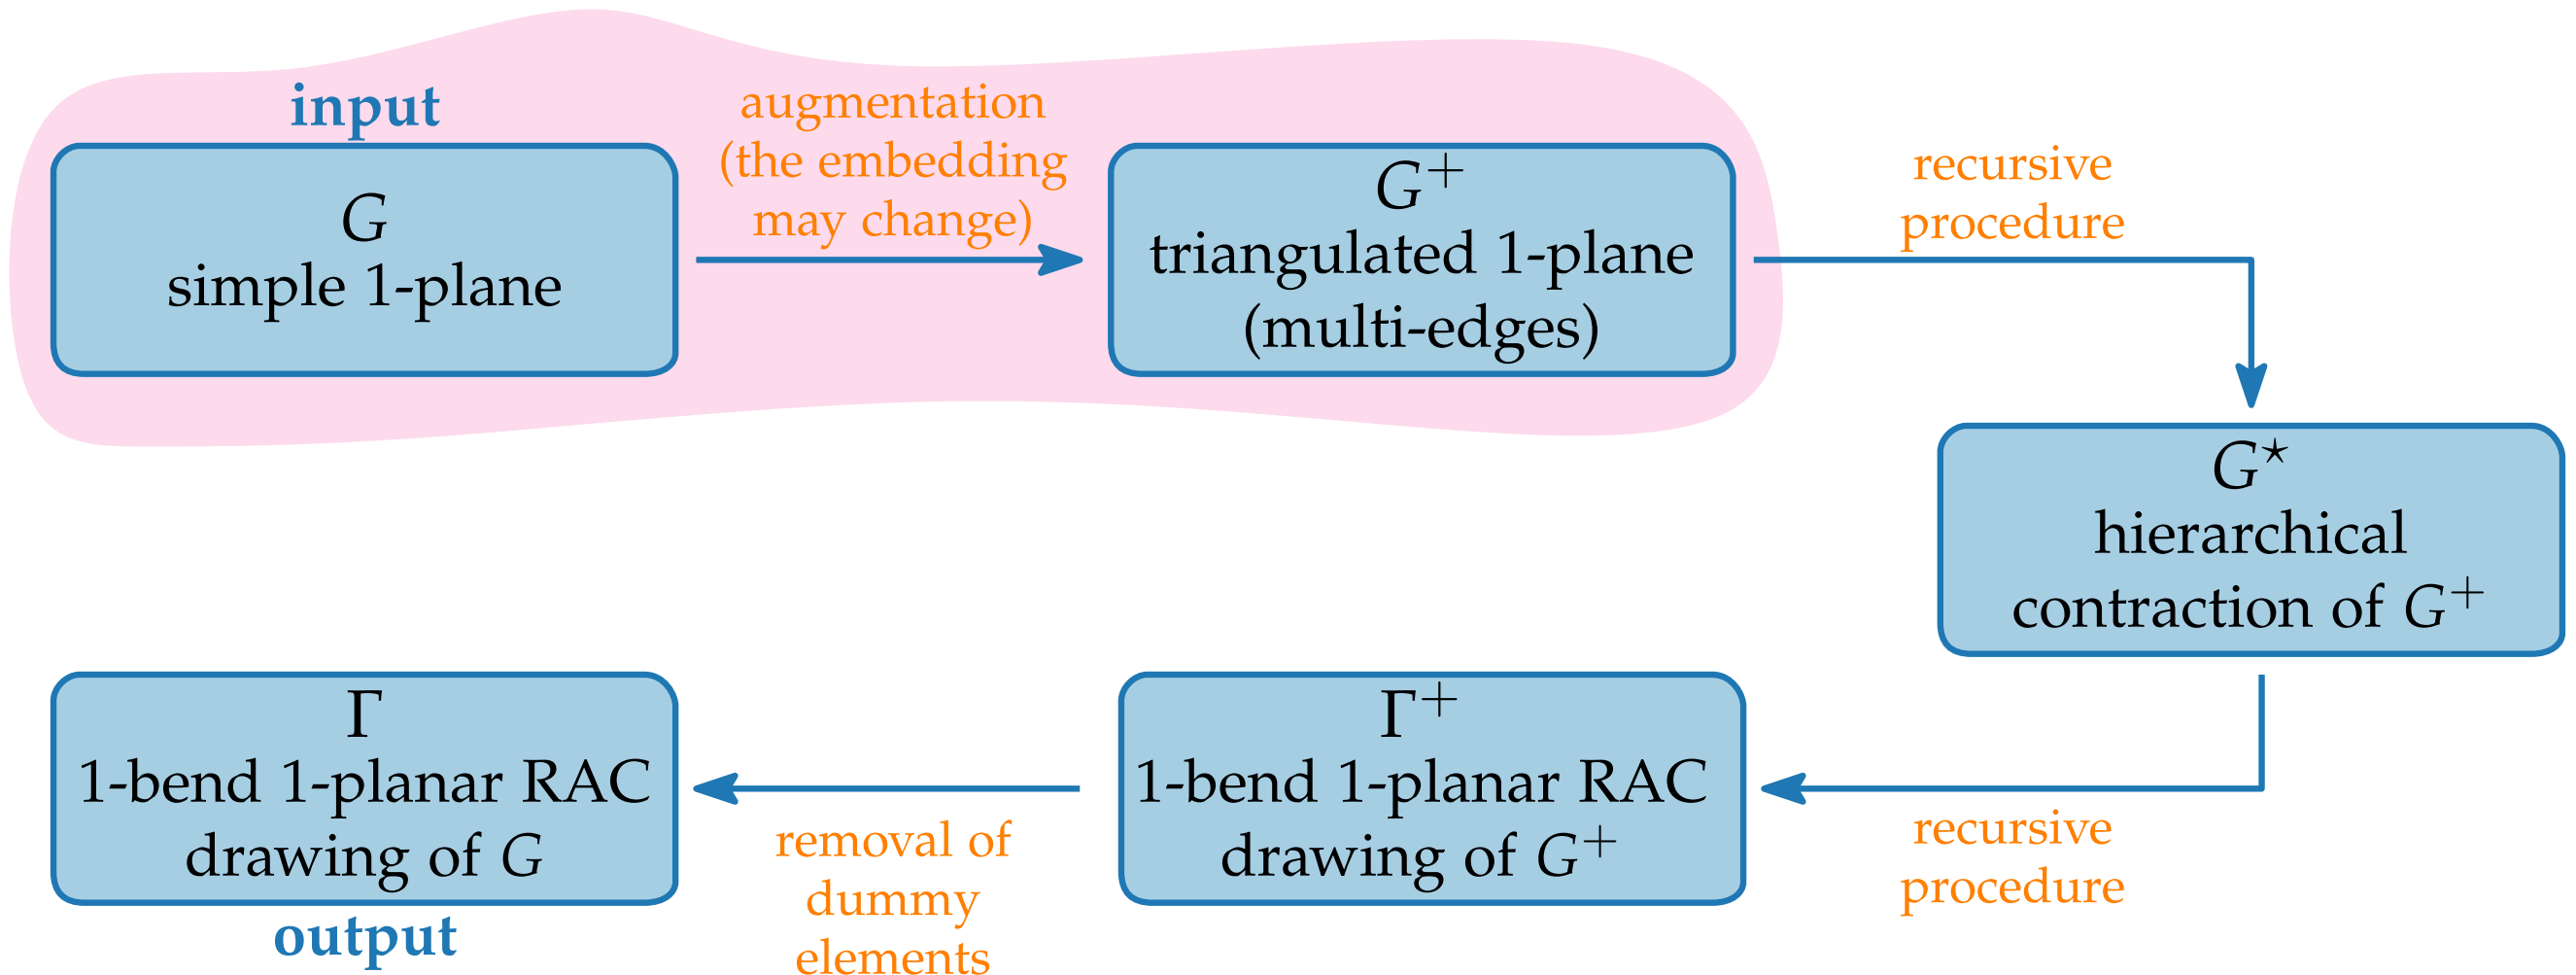 input
G
simple 1-plane
augmentation
(the embedding
may change)
G⁺
triangulated 1-plane
(multi-edges)
recursive
procedure
G⋆
hierarchical
contraction of G⁺
recursive
procedure
Γ⁺
1-bend 1-planar RAC
drawing of G⁺
removal of
dummy
elements
Γ
1-bend 1-planar RAC
drawing of G
output